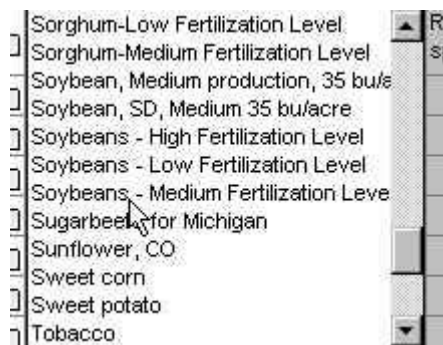 Sorghum-Low Fertilization Level
Sorghum-Medium Fertilization Level
Soybean, Medium production, 35 bu/a
Soybean, SD, Medium 35 bu/acre
Soybeans - High Fertilization Level
Soybeans - Low Fertilization Level
Soybeans - Medium Fertilization Leve
Sugarbeet for Michigan
Sunflower, CO
Sweet corn
Sweet potato
Tobacco
R
s